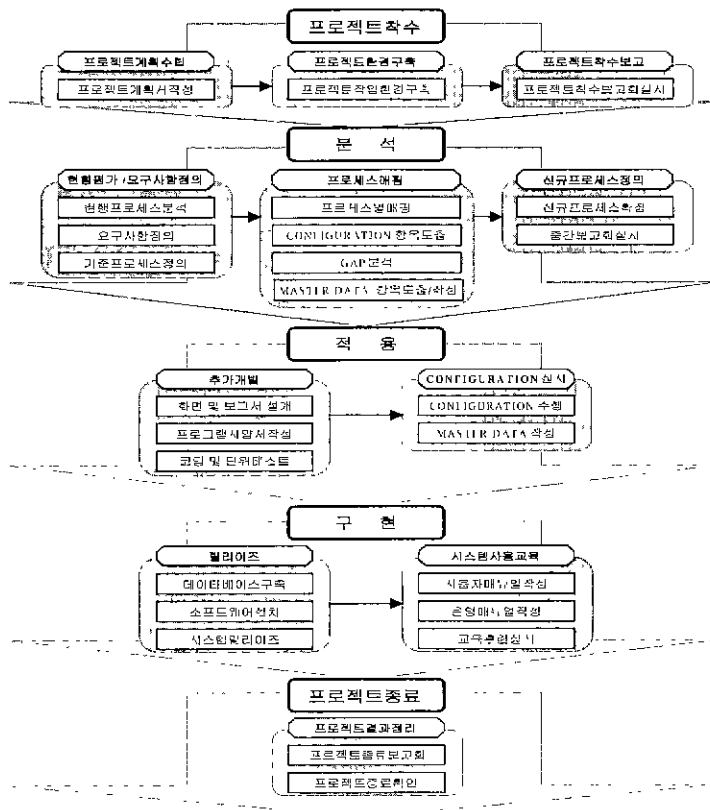 프로젝트착수
프로젝트계획수립
프로젝트환경구축
프로젝트착수보고
프로젝트계획서작성
프로젝트작업환경구축
프로젝트착수보고회실시
분 석
현행평가/요구사항정의
프로세스매핑
신규프로세스정의
현행프로세스분석
프로세스별매핑
신규프로세스확정
요구사항정의
CONFIGURATION 항목도출
중간보고회실시
기준프로세스정의
GAP분석
MASTER DATA 항목도출/작성
적 용
추가개발
CONFIGURATION 실시
화면 및 보고서 설계
CONFIGURATION 수행
프로그램사양서작성
MASTER DATA 작성
코딩 및 단위테스트
구 현
릴리이즈
시스템사용교육
데이타베이스구축
사용자매뉴얼작성
소프트웨어설치
운영매뉴얼작성
시스템릴리이즈
교육훈련실시
프로젝트종료
프로젝트결과정리
프로젝트종료보고회
프로젝트종료확인